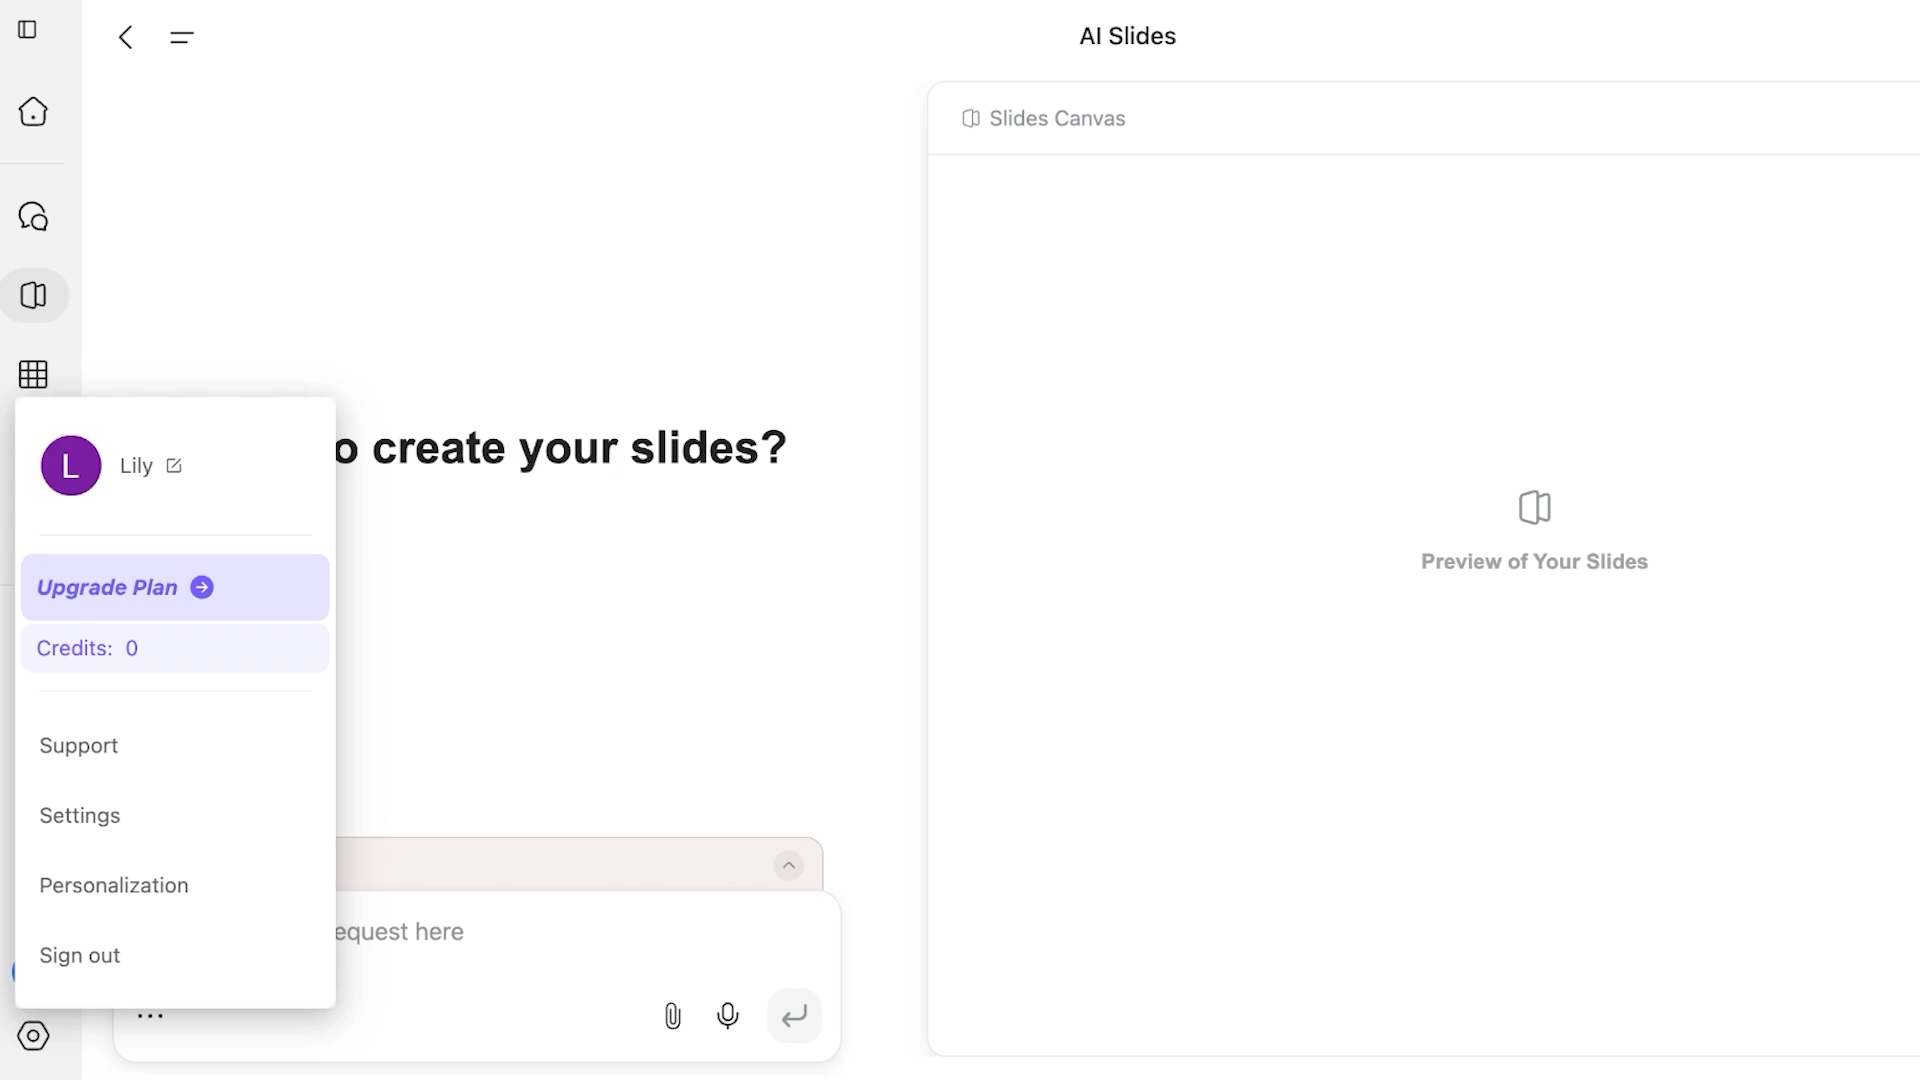 AI Slides
Slides Canvas
o create your slides?
Preview of Your Slides
L
Lily
Upgrade Plan
Credits: 0
Support
Settings
Personalization
Sign out
equest here